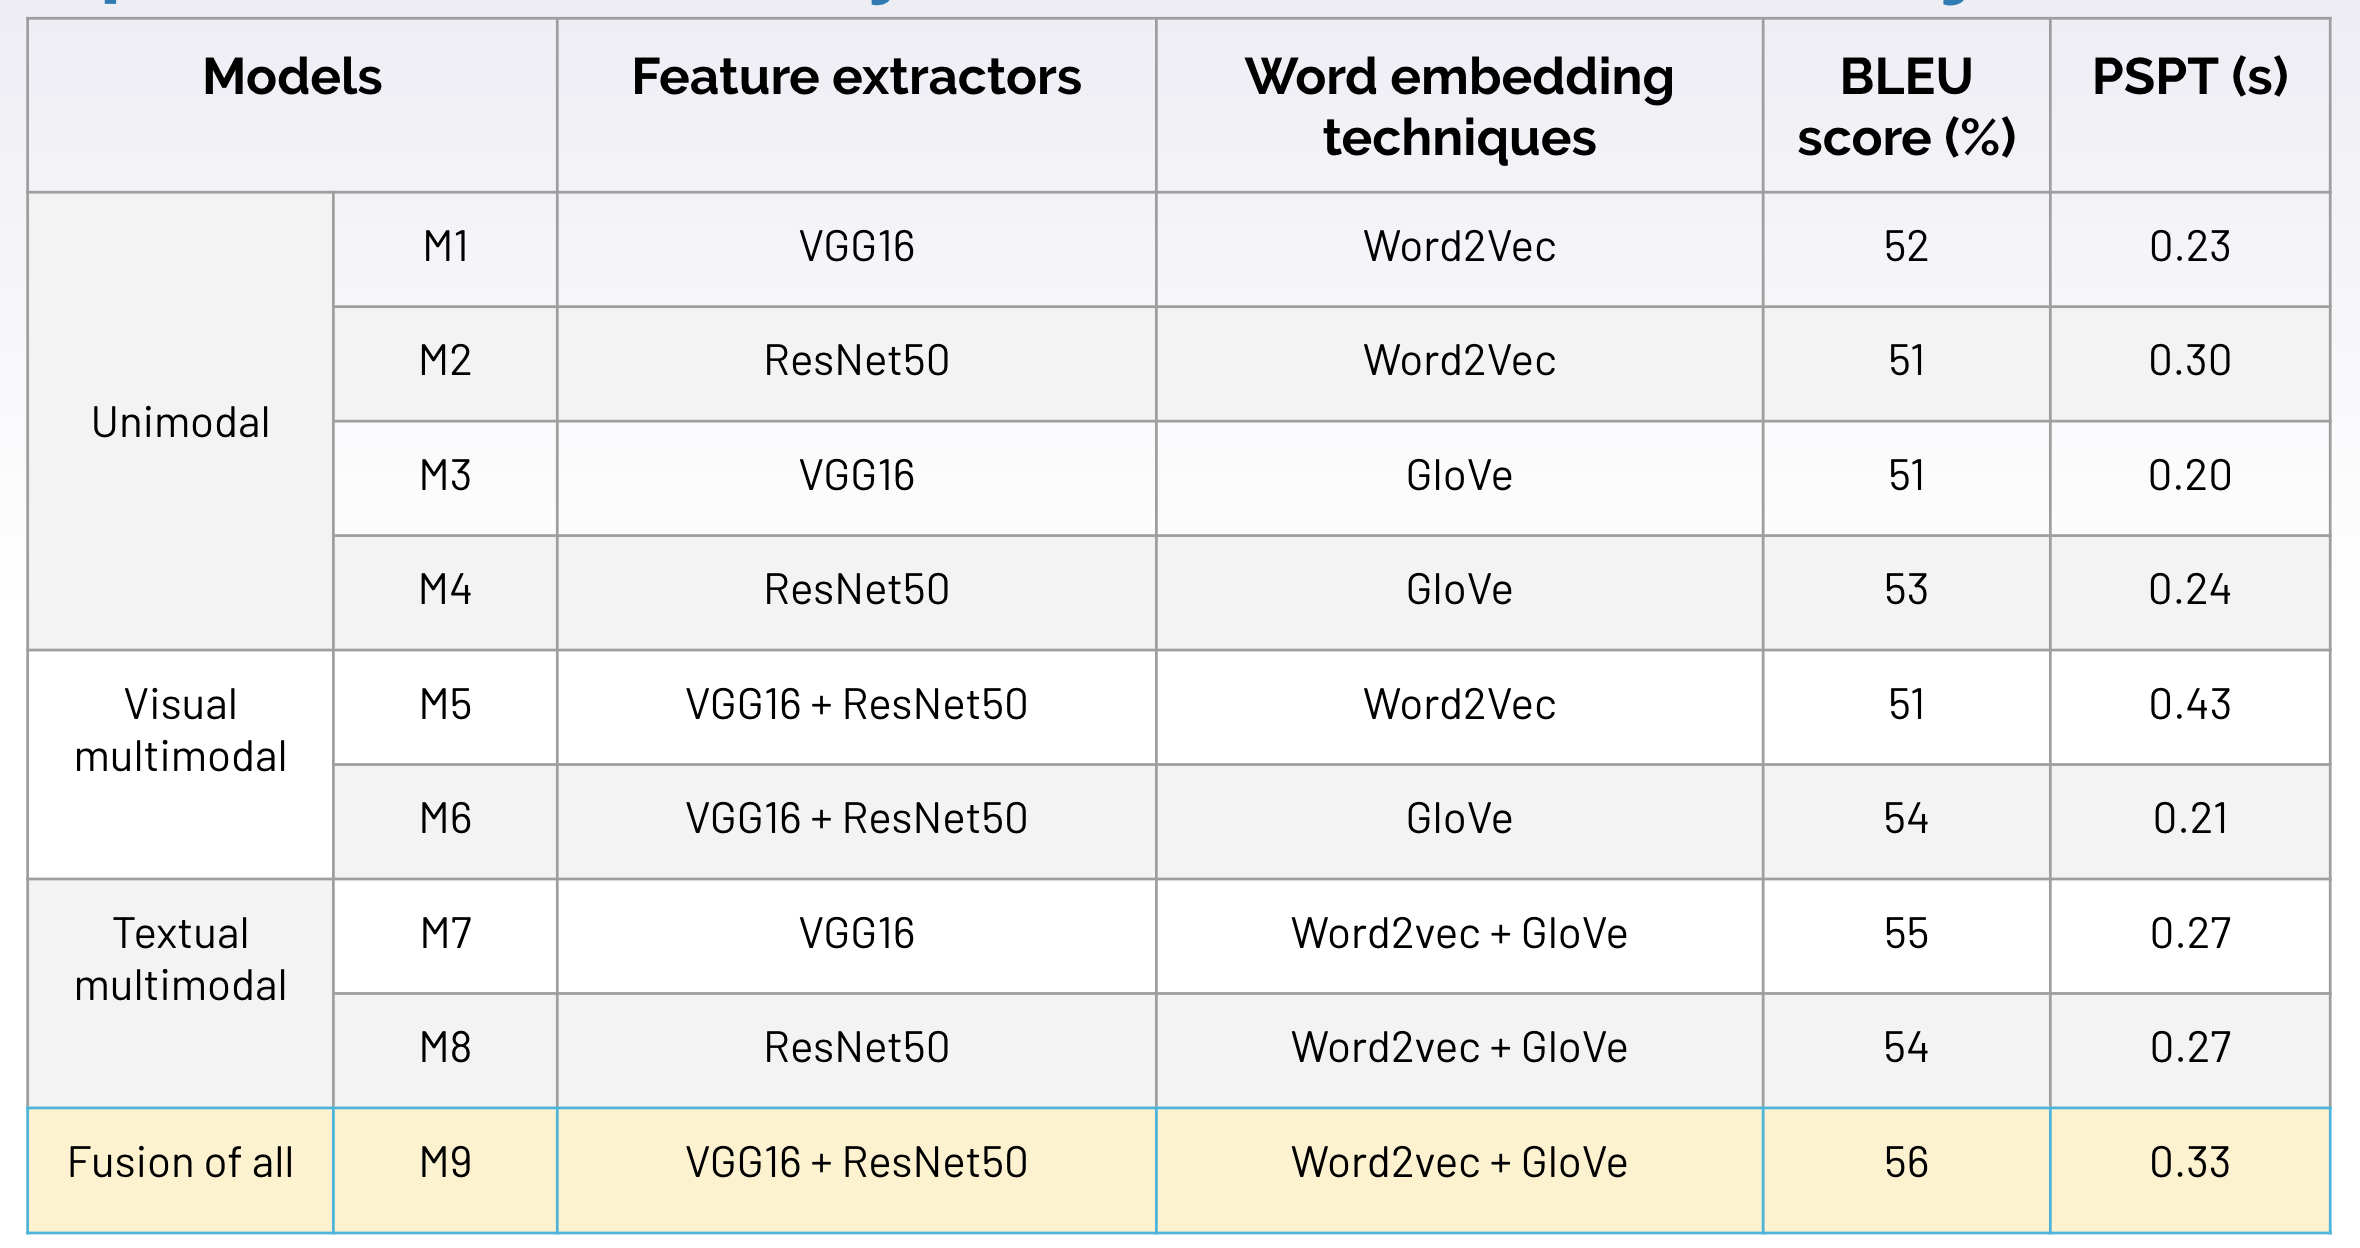 Models Feature extractors Word embedding techniques BLEU score (%) PSPT (s)
Unimodal M1 VGG16 Word2Vec 52 0.23
M2 ResNet50 Word2Vec 51 0.30
M3 VGG16 GloVe 51 0.20
M4 ResNet50 GloVe 53 0.24
Visual multimodal M5 VGG16 + ResNet50 Word2Vec 51 0.43
M6 VGG16 + ResNet50 GloVe 54 0.21
Textual multimodal M7 VGG16 Word2vec + GloVe 55 0.27
M8 ResNet50 Word2vec + GloVe 54 0.27
Fusion of all M9 VGG16 + ResNet50 Word2vec + GloVe 56 0.33